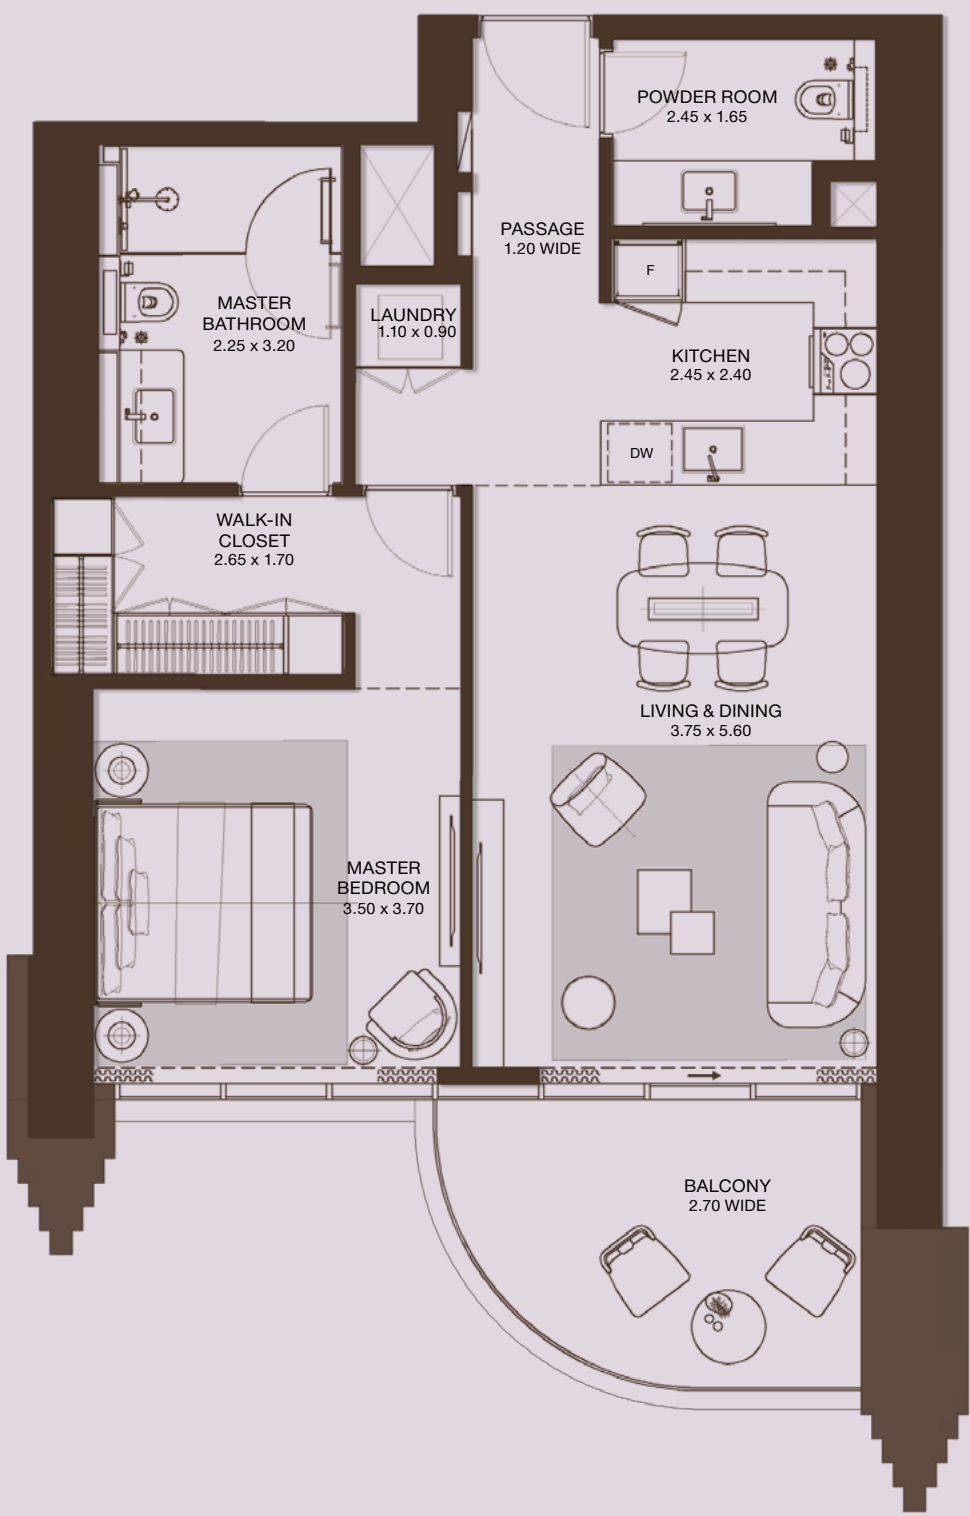 POWDER ROOM
2.45 x 1.65
PASSAGE
1.20 WIDE
F
MASTER
BATHROOM
2.25 x 3.20
LAUNDRY
1.10 x 0.90
KITCHEN
2.45 x 2.40
DW
WALK-IN
CLOSET
2.65 x 1.70
LIVING & DINING
3.75 x 5.60
MASTER
BEDROOM
3.50 x 3.70
BALCONY
2.70 WIDE